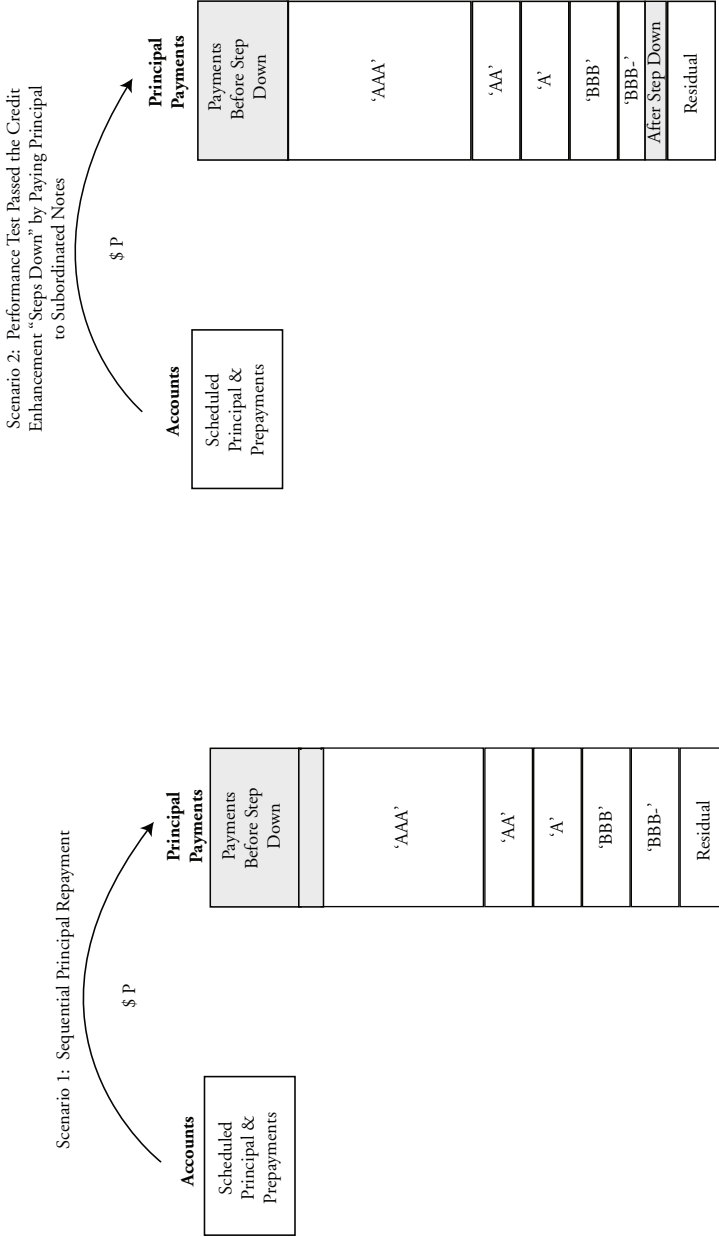 Scenario 1: Sequential Principal Repayment
$ P
Accounts
Scheduled
Principal &
Prepayments
Principal
Payments
Payments
Before Step
Down
‘AAA’
‘AA’
‘A’
‘BBB’
‘BBB-’
Residual
Scenario 2: Performance Test Passed the Credit
Enhancement “Steps Down” by Paying Principal
to Subordinated Notes
$ P
Accounts
Scheduled
Principal &
Prepayments
Principal
Payments
Payments
Before Step
Down
‘AAA’
‘AA’
‘A’
‘BBB’
‘BBB-’
After Step Down
Residual